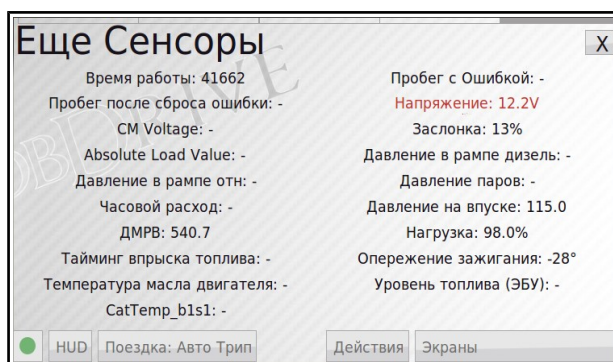 Еще Сенсоры
X
Время работы: 41662
Пробег с Ошибкой: -
Пробег после сброса ошибки: -
Напряжение: 12.2V
CM Voltage: -
Заслонка: 13%
Absolute Load Value: -
Давление в рампе дизель: -
Давление в рампе отн: -
Давление паров: -
Часовой расход: -
Давление на впуске: 115.0
ДМРВ: 540.7
Нагрузка: 98.0%
Тайминг впрыска топлива: -
Опережение зажигания: -28°
Температура масла двигателя: -
Уровень топлива (ЭБУ): -
CatTemp_b1s1: -
OBDRIVE
HUD
Поездка: Авто Трип
Действия
Экраны